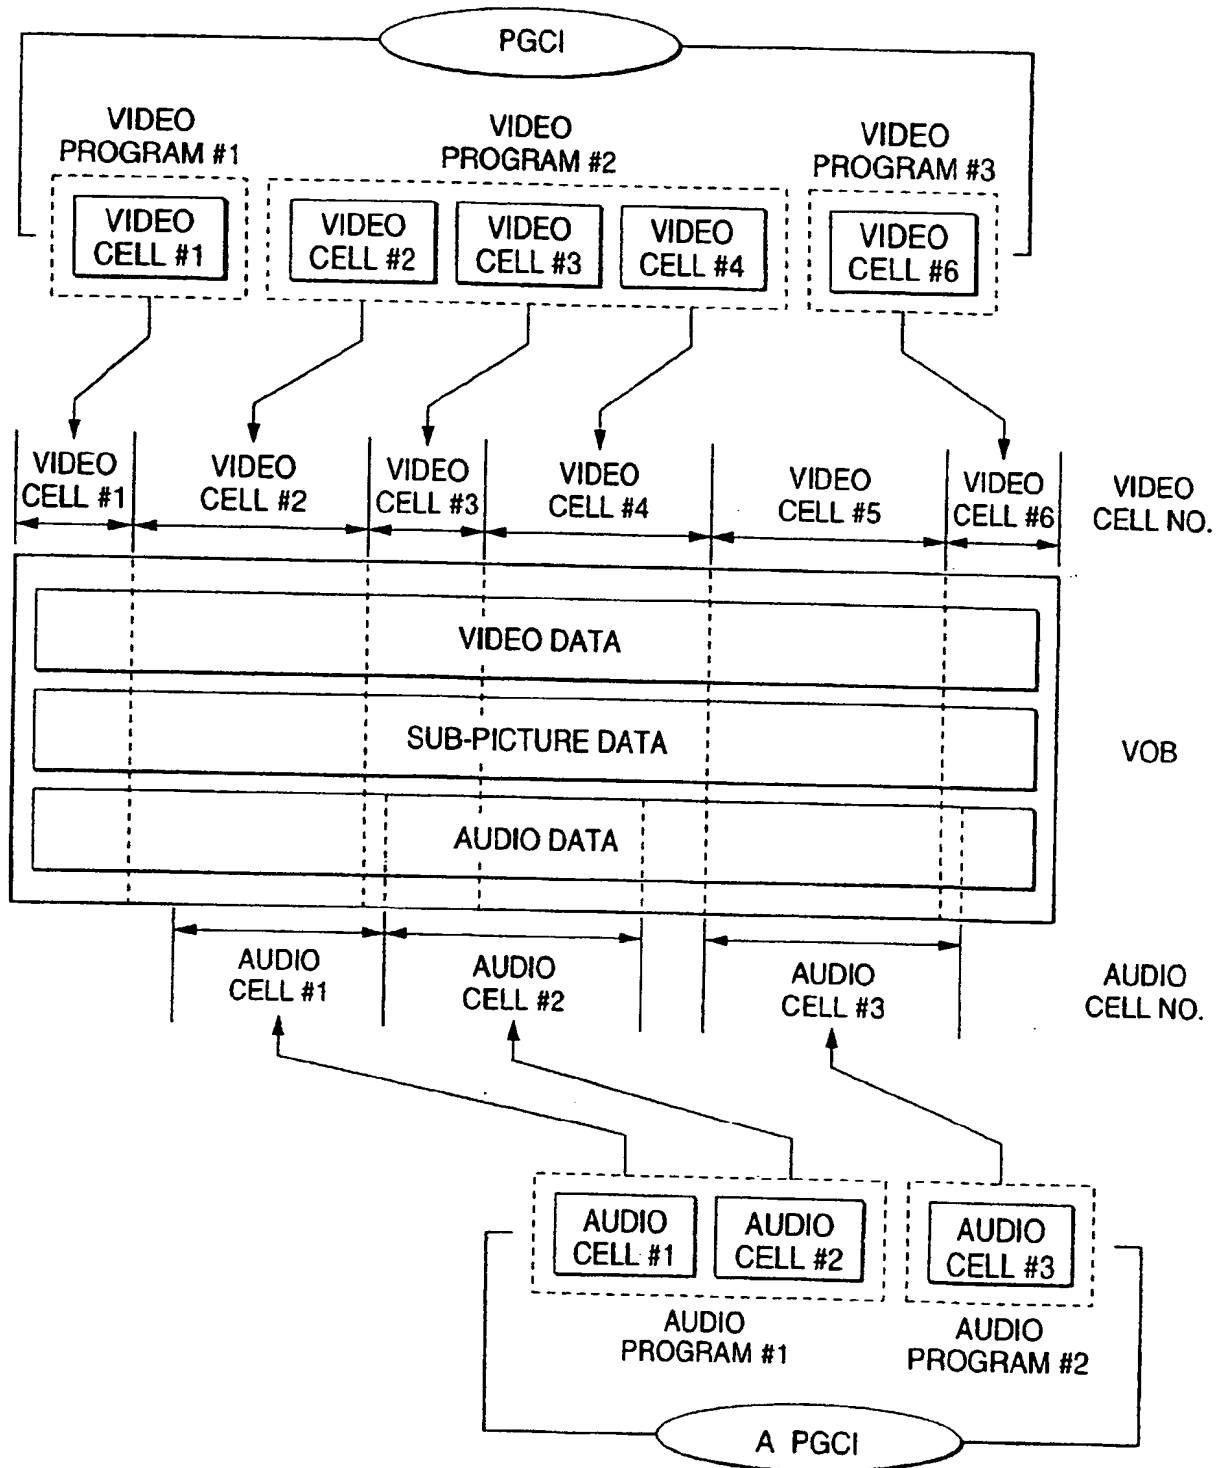 PGCI
VIDEO
PROGRAM #1
VIDEO
PROGRAM #2
VIDEO
PROGRAM #3
VIDEO
CELL #1
VIDEO
CELL #2
VIDEO
CELL #3
VIDEO
CELL #4
VIDEO
CELL #6
VIDEO
CELL #1
VIDEO
CELL #2
VIDEO
CELL #3
VIDEO
CELL #4
VIDEO
CELL #5
VIDEO
CELL #6
VIDEO
CELL NO.
VIDEO DATA
SUB-PICTURE DATA
VOB
AUDIO DATA
AUDIO
CELL #1
AUDIO
CELL #2
AUDIO
CELL #3
AUDIO
CELL NO.
AUDIO
CELL #1
AUDIO
CELL #2
AUDIO
CELL #3
AUDIO
PROGRAM #1
AUDIO
PROGRAM #2
A PGCI